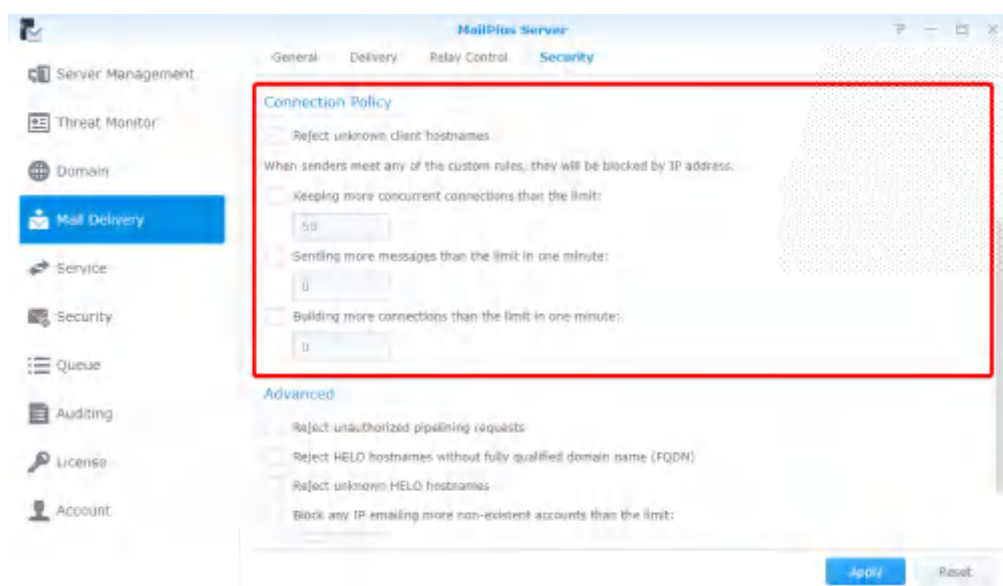 MailPlus Server
General Delivery Relay Control Security
Server Management
Threat Monitor
Domain
Mail Delivery
Service
Security
Queue
Auditing
License
Account
Connection Policy
Reject unknown client hostnames
When senders meet any of the custom rules, they will be blocked by IP address.
Keeping more concurrent connections than the limit:
50
Sending more messages than the limit in one minute:
0
Building more connections than the limit in one minute:
0
Advanced
Reject unauthorized pipelining requests
Reject HELO hostnames without fully qualified domain name (FQDN)
Reject unknown HELO hostnames
Block any IP emailing more non-existent accounts than the limit:
Apply Reset